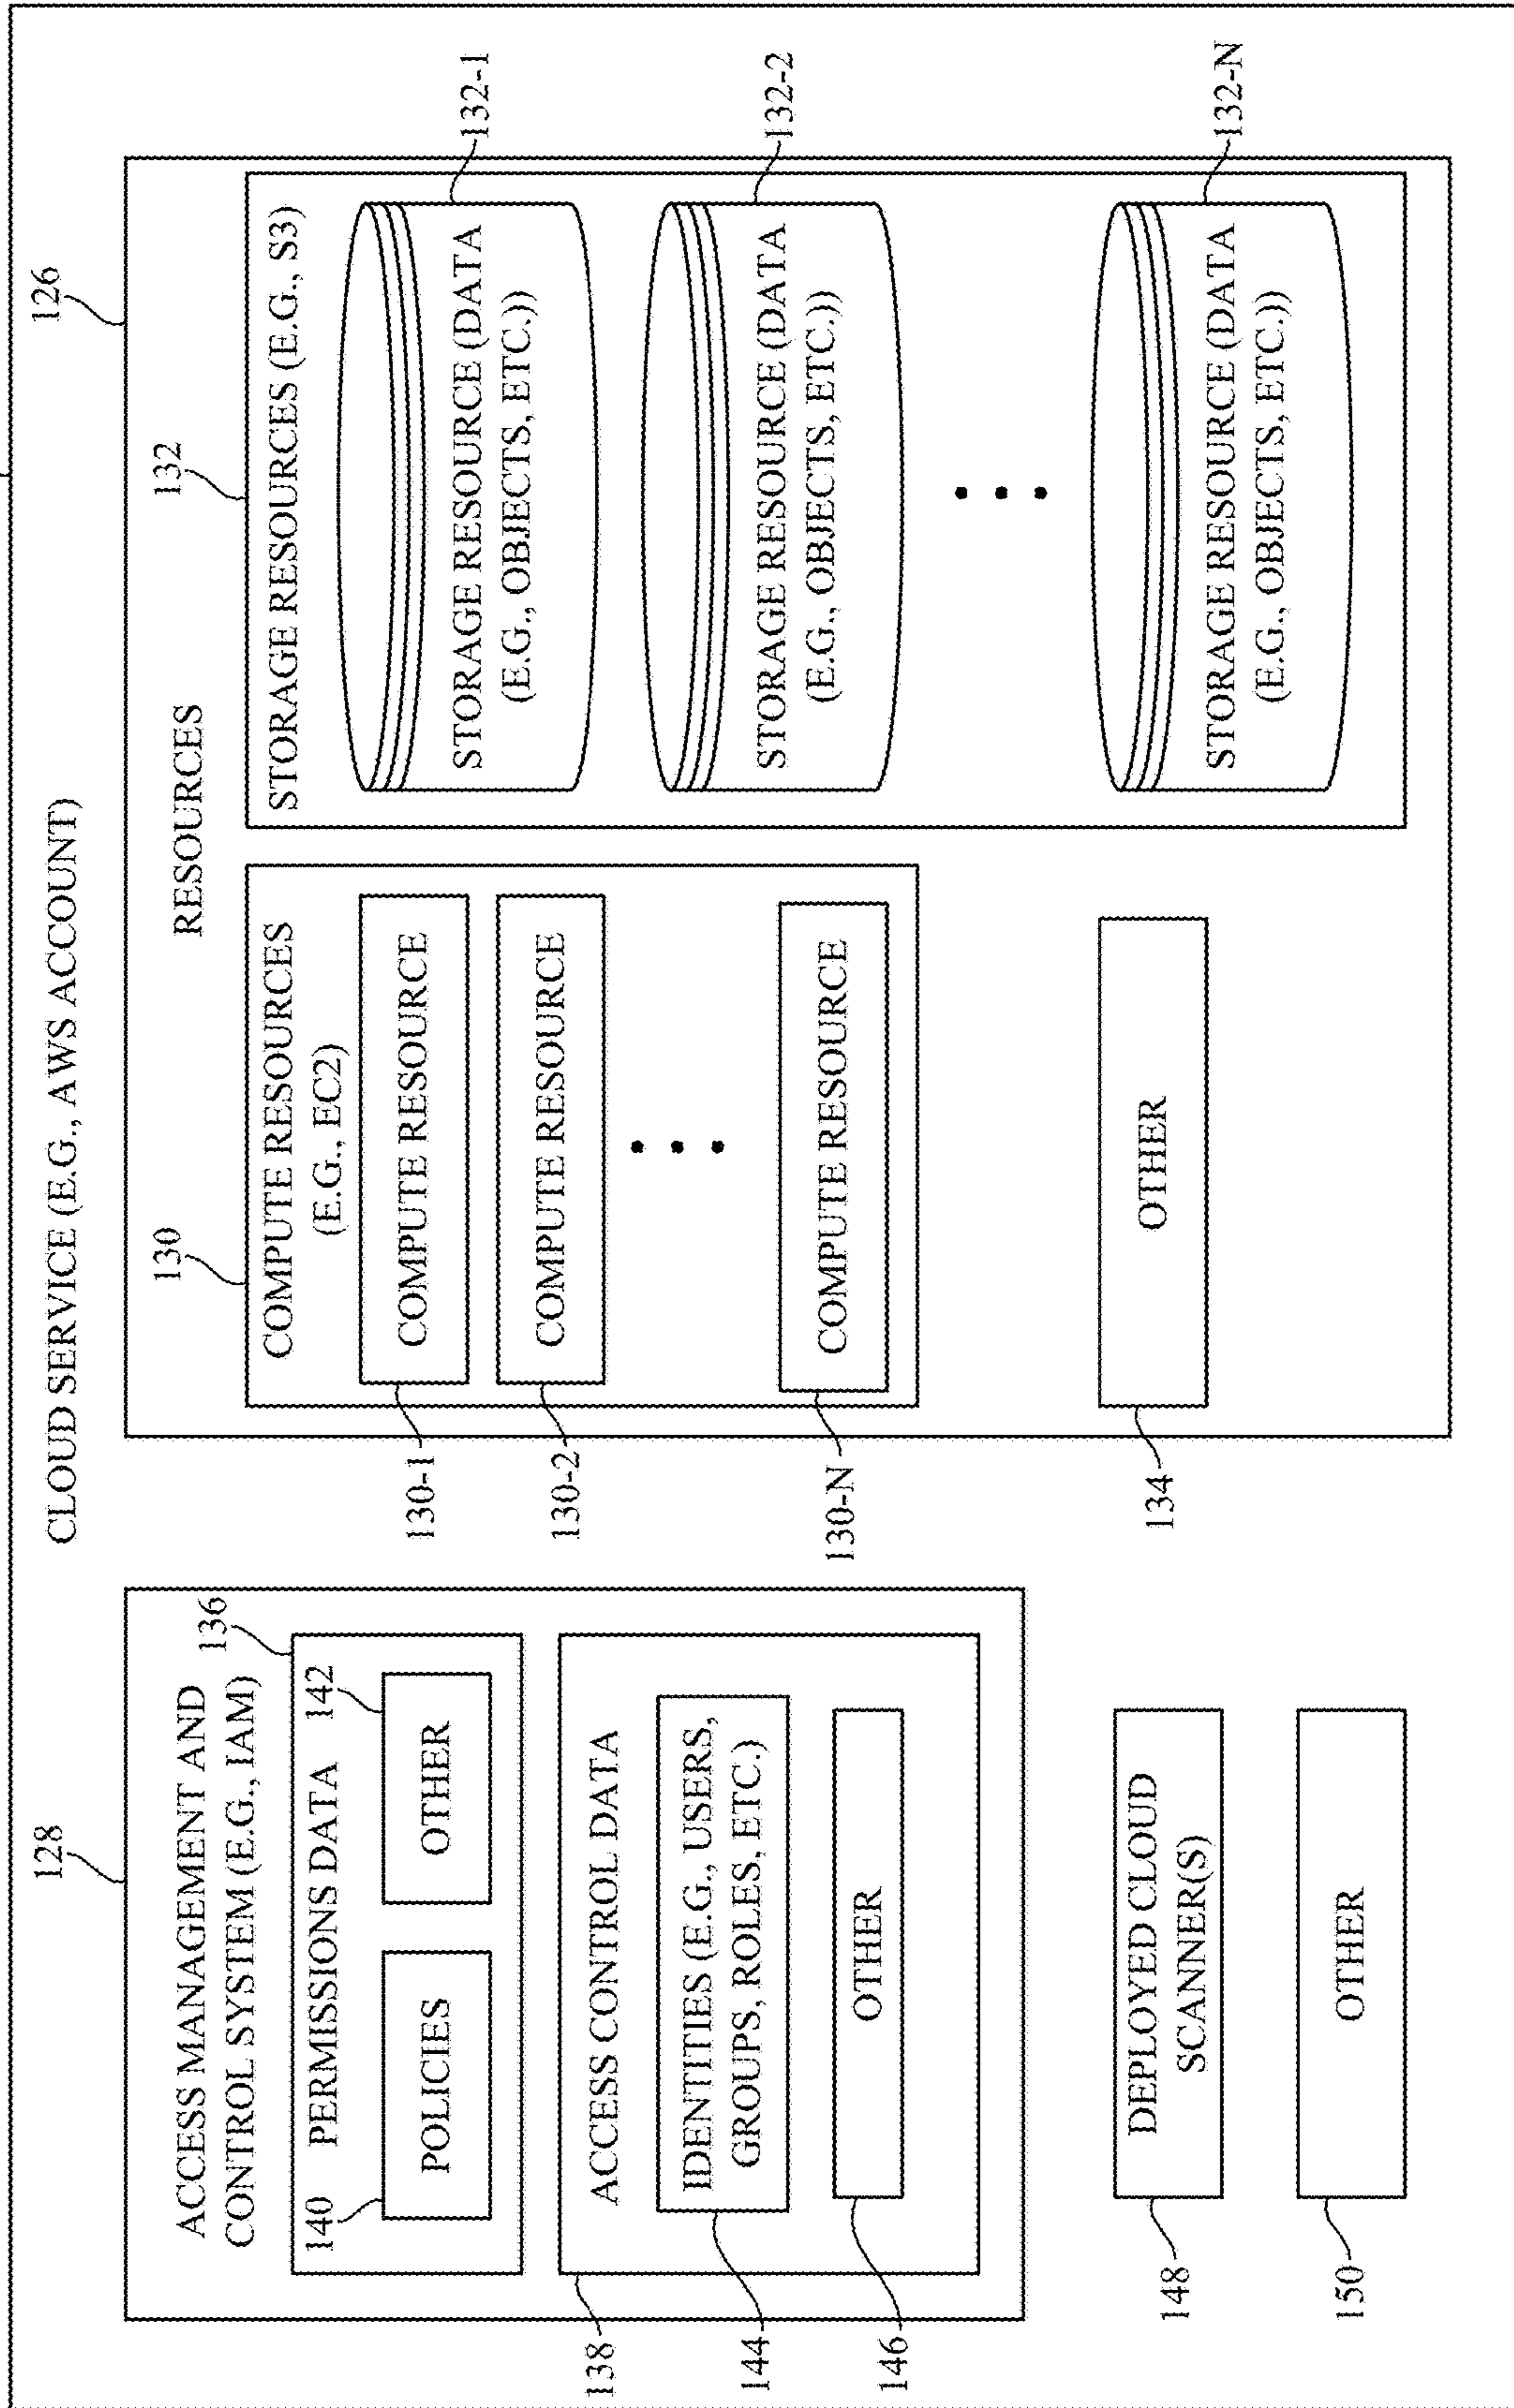 CLOUD SERVICE (E.G., AWS ACCOUNT)
128
ACCESS MANAGEMENT AND
CONTROL SYSTEM (E.G., IAM)
136
140
PERMISSIONS DATA
142
POLICIES
OTHER
138
ACCESS CONTROL DATA
144
IDENTITIES (E.G., USERS,
GROUPS, ROLES, ETC.)
146
OTHER
148
DEPLOYED CLOUD
SCANNER(S)
150
OTHER
126
RESOURCES
130
COMPUTE RESOURCES
(E.G., EC2)
130-1
COMPUTE RESOURCE
130-2
COMPUTE RESOURCE
130-N
COMPUTE RESOURCE
134
OTHER
132
STORAGE RESOURCES (E.G., S3)
132-1
STORAGE RESOURCE (DATA
(E.G., OBJECTS, ETC.))
132-2
STORAGE RESOURCE (DATA
(E.G., OBJECTS, ETC.))
132-N
STORAGE RESOURCE (DATA
(E.G., OBJECTS, ETC.))